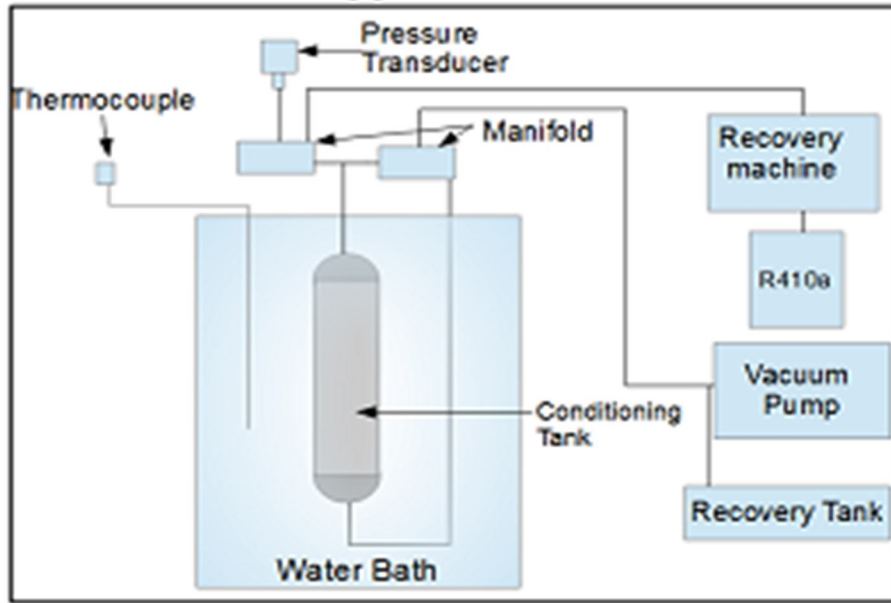 Pressure
Transducer
Thermocouple
Manifold
Recovery
machine
R410a
Vacuum
Pump
Conditioning
Tank
Recovery Tank
Water Bath